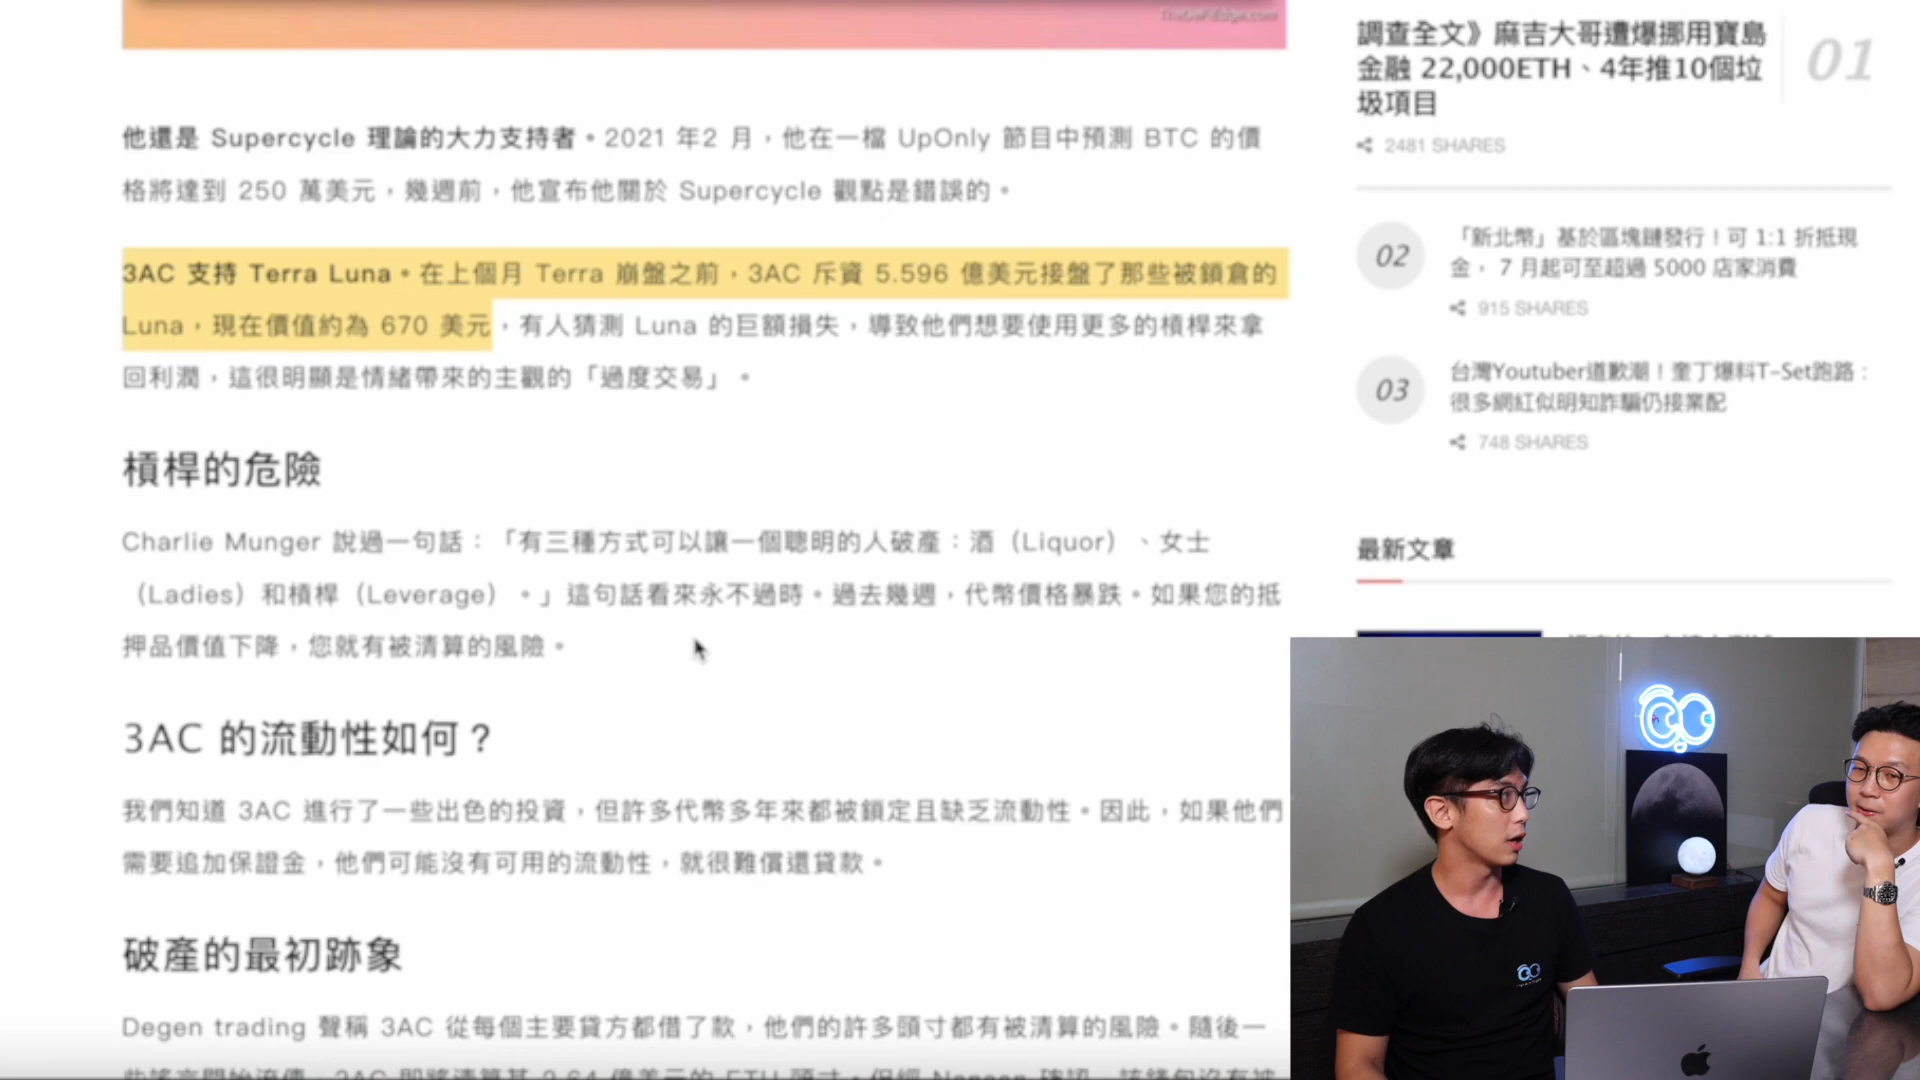 TheDeFiEdge.com
他還是 Supercycle 理論的大力支持者。2021 年2 月，他在一檔 UpOnly 節目中預測 BTC 的價
格將達到 250 萬美元，幾週前，他宣布他關於 Supercycle 觀點是錯誤的。
3AC 支持 Terra Luna。在上個月 Terra 崩盤之前，3AC 斥資 5.596 億美元接盤了那些被鎖倉的
Luna，現在價值約為 670 美元，有人猜測 Luna 的巨額損失，導致他們想要使用更多的槓桿來拿
回利潤，這很明顯是情緒帶來的主觀的「過度交易」。
槓桿的危險
Charlie Munger 說過一句話：「有三種方式可以讓一個聰明的人破產：酒（Liquor）、女士
（Ladies）和槓桿（Leverage）。」這句話看來永不過時。過去幾週，代幣價格暴跌。如果您的抵
押品價值下降，您就有被清算的風險。
3AC 的流動性如何？
我們知道 3AC 進行了一些出色的投資，但許多代幣多年來都被鎖定且缺乏流動性。因此，如果他們
需要追加保證金，他們可能沒有可用的流動性，就很難償還貸款。
破產的最初跡象
Degen trading 聲稱 3AC 從每個主要貸方都借了款，他們的許多頭寸都有被清算的風險。隨後一
調查全文》麻吉大哥遭爆挪用寶島
金融 22,000ETH、4年推10個垃
圾項目
01
2481 SHARES
02
「新北幣」基於區塊鏈發行！可 1:1 折抵現
金， 7 月起可至超過 5000 店家消費
915 SHARES
03
台灣Youtuber道歉潮！奎丁爆料T-Set跑路：
很多網紅似明知詐騙仍接業配
748 SHARES
最新文章